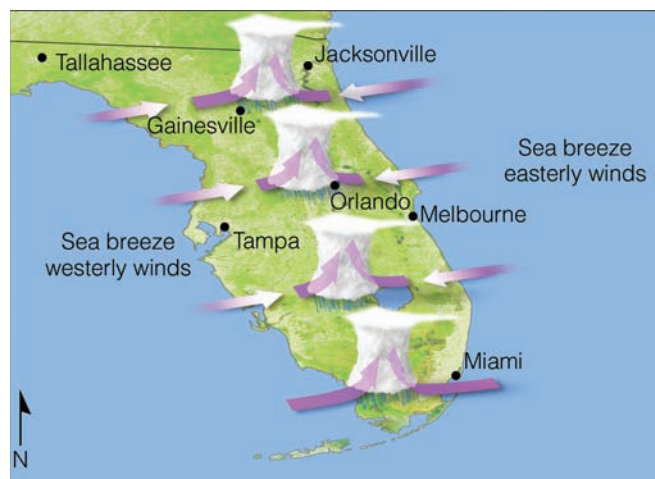 Tallahassee
Jacksonville
Gainesville
Sea breeze
easterly winds
Orlando
Melbourne
Tampa
Sea breeze
westerly winds
Miami
N